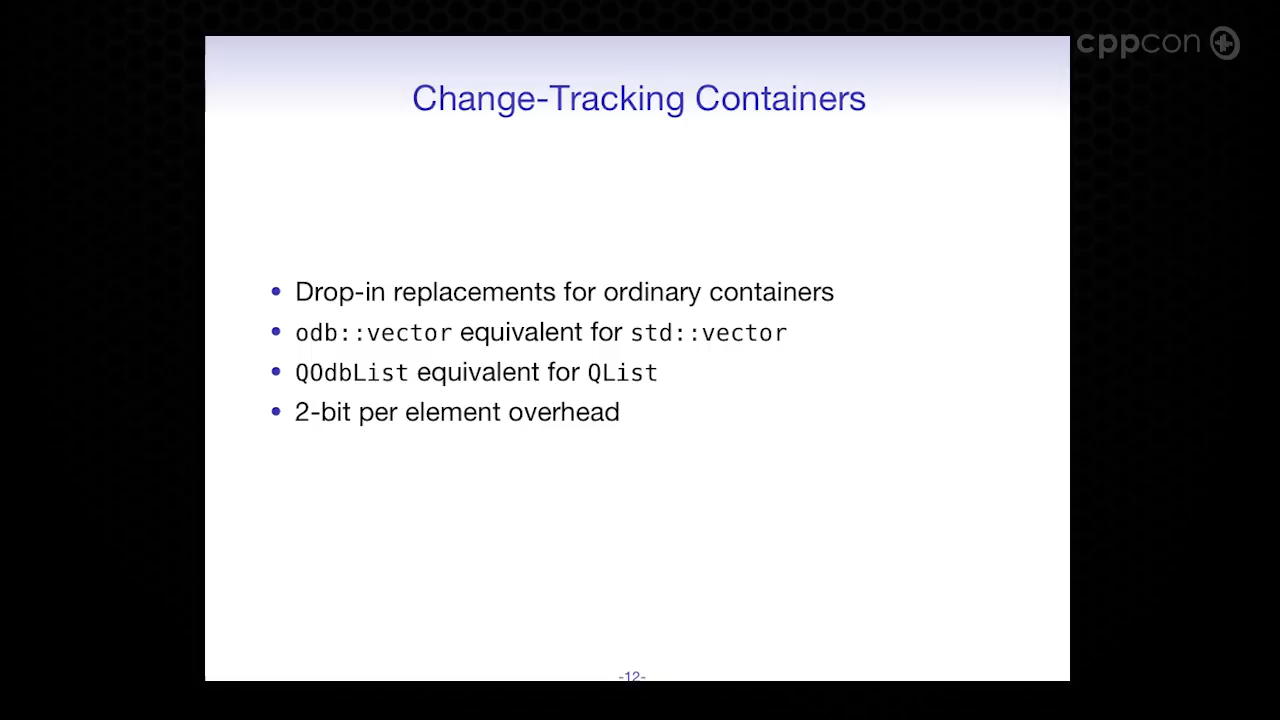 cppcon
Change-Tracking Containers
• Drop-in replacements for ordinary containers
• odb::vector equivalent for std::vector
• QOdbList equivalent for QList
• 2-bit per element overhead
-12-